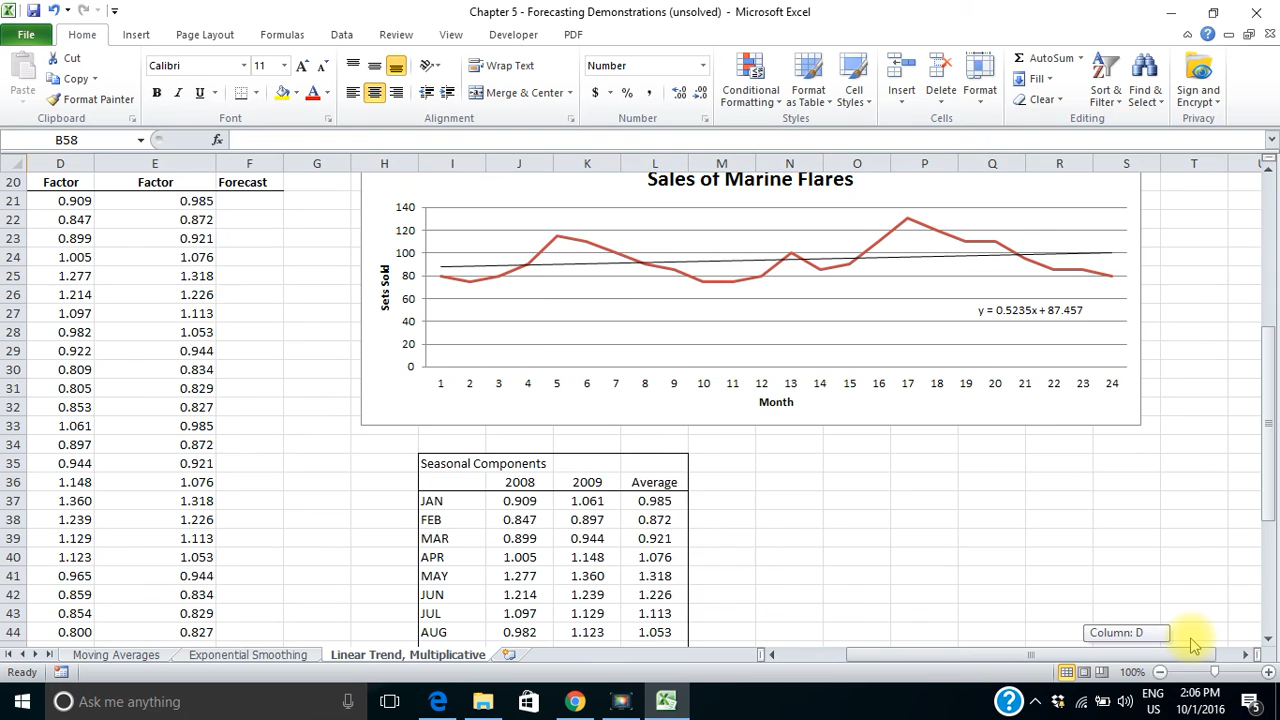 Chapter 5 - Forecasting Demonstrations (unsolved) - Microsoft Excel
File Home Insert Page Layout Formulas Data Review View Developer PDF
Paste Cut Copy Format Painter
Clipboard
Calibri 11
B I U
Font
Wrap Text
Merge & Center
Alignment
Number
$ % ,
Number
Conditional Formatting
Format as Table
Cell Styles
Styles
Insert Delete Format
Cells
AutoSum
Fill
Clear
Sort & Filter
Find & Select
Editing
Sign and Encrypt
Privacy
B58 fx
D E F G H I J K L M N O P Q R S T
20 Factor Factor Forecast
21 0.909 0.985
22 0.847 0.872
23 0.899 0.921
24 1.005 1.076
25 1.277 1.318
26 1.214 1.226
27 1.097 1.113
28 0.982 1.053
29 0.922 0.944
30 0.809 0.834
31 0.805 0.829
32 0.853 0.827
33 1.061 0.985
34 0.897 0.872
35 0.944 0.921
36 1.148 1.076
37 1.360 1.318
38 1.239 1.226
39 1.129 1.113
40 1.123 1.053
41 0.965 0.944
42 0.859 0.834
43 0.854 0.829
44 0.800 0.827
Sales of Marine Flares
140
120
100
80
60
40
20
0
Sets Sold
y = 0.5235x + 87.457
1 2 3 4 5 6 7 8 9 10 11 12 13 14 15 16 17 18 19 20 21 22 23 24
Month
Seasonal Components
2008 2009 Average
JAN 0.909 1.061 0.985
FEB 0.847 0.897 0.872
MAR 0.899 0.944 0.921
APR 1.005 1.148 1.076
MAY 1.277 1.360 1.318
JUN 1.214 1.239 1.226
JUL 1.097 1.129 1.113
AUG 0.982 1.123 1.053
Column: D
Moving Averages Exponential Smoothing Linear Trend, Multiplicative
Ready 100%
Ask me anything
ENG
US
2:06 PM
10/1/2016
5